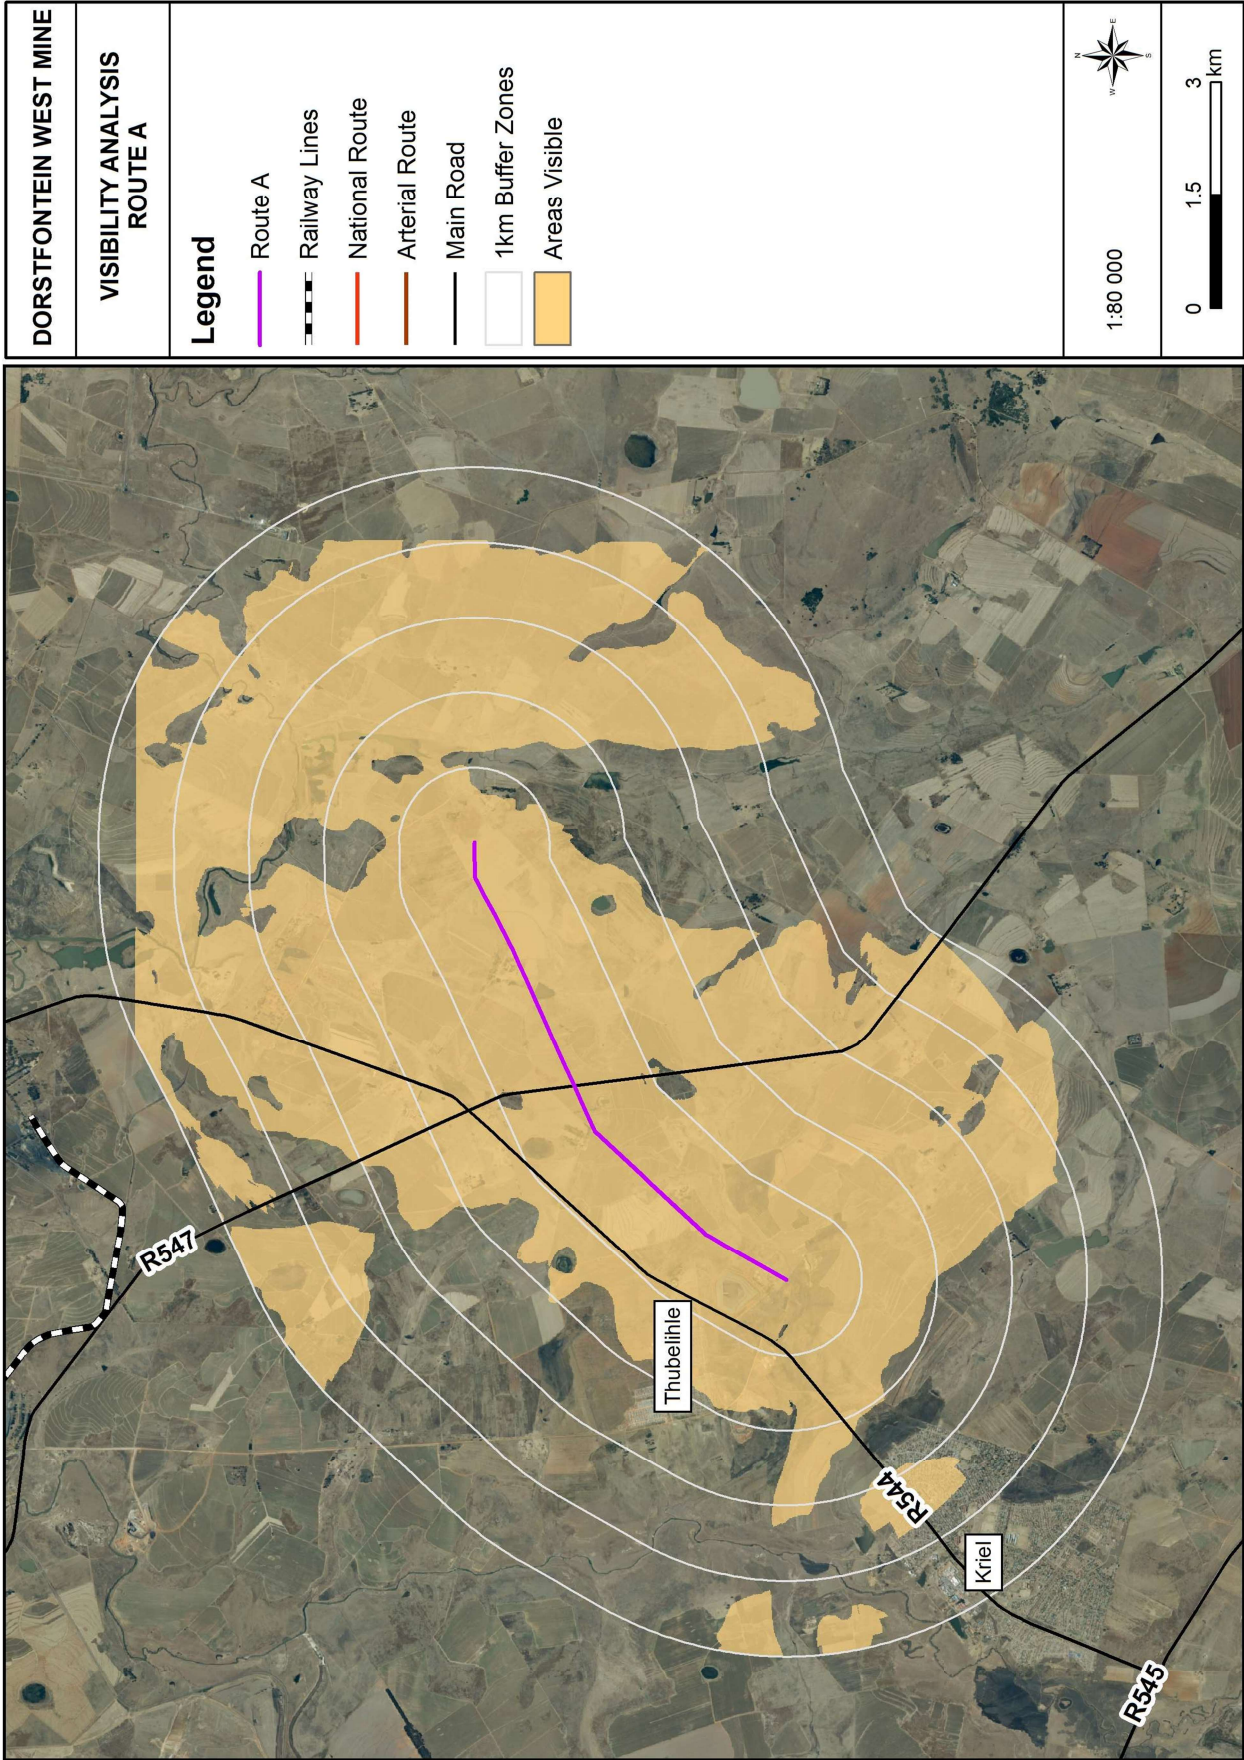 DORSTFONTEIN WEST MINE
VISIBILITY ANALYSIS
ROUTE A
Legend
Route A
Railway Lines
National Route
Arterial Route
Main Road
1km Buffer Zones
Areas Visible
N
W
E
S
1:80 000
0
1.5
3
km
R547
Thubelihle
R544
Kriel
R545